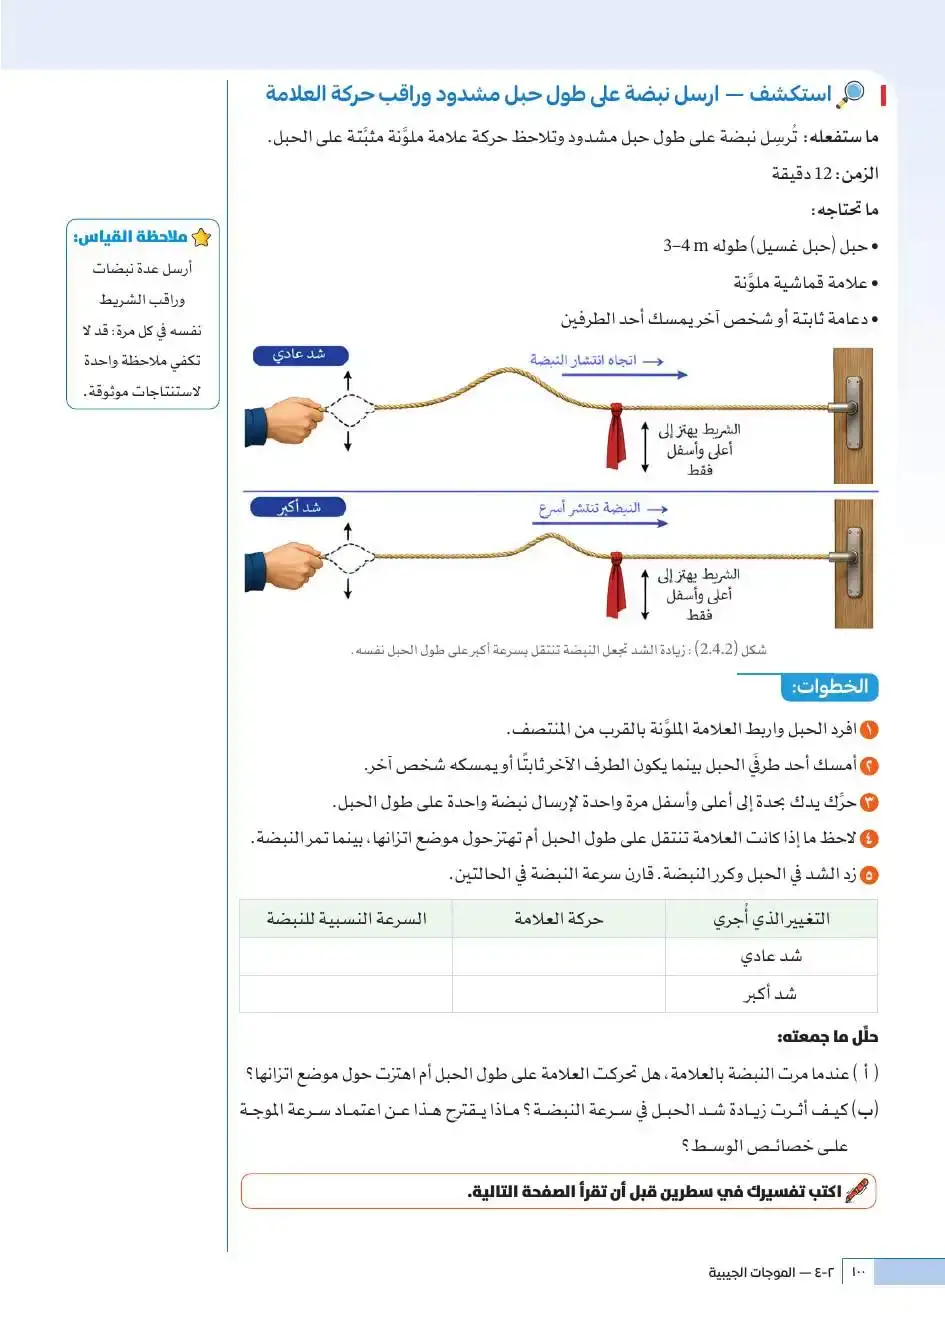 استكشف — ارسل نبضة على طول حبل مشدود وراقب حركة العلامة
ما ستفعله: تُرسِل نبضة على طول حبل مشدود وتلاحظ حركة علامة ملوَّنة مثبَّتة على الحبل.
الزمن: 12 دقيقة
ما تحتاجه:
• حبل (حبل غسيل) طوله 3–4 m
• علامة قماشية ملوَّنة
• دعامة ثابتة أو شخص آخر يمسك أحد الطرفين
ملاحظة القياس:
أرسل عدة نبضات
وراقب الشريط
نفسه في كل مرة: قد لا
تكفي ملاحظة واحدة
لاستنتاجات موثوقة.
شد عادي
اتجاه انتشار النبضة
الشريط يهتز إلى
أعلى وأسفل
فقط
شد أكبر
النبضة تنتشر أسرع
الشريط يهتز إلى
أعلى وأسفل
فقط
شكل (2.4.2): زيادة الشد تجعل النبضة تنتقل بسرعة أكبر على طول الحبل نفسه.
الخطوات:
١ افرد الحبل واربط العلامة الملوَّنة بالقرب من المنتصف.
٢ أمسك أحد طرفَي الحبل بينما يكون الطرف الآخر ثابتًا أو يمسكه شخص آخر.
٣ حرِّك يدك بحدة إلى أعلى وأسفل مرة واحدة لإرسال نبضة واحدة على طول الحبل.
٤ لاحظ ما إذا كانت العلامة تنتقل على طول الحبل أم تهتز حول موضع اتزانها، بينما تمر النبضة.
٥ زد الشد في الحبل وكرر النبضة. قارن سرعة النبضة في الحالتين.
التغيير الذي أُجري حركة العلامة السرعة النسبية للنبضة
شد عادي
شد أكبر
حلِّل ما جمعته:
(أ) عندما مرت النبضة بالعلامة، هل تحركت العلامة على طول الحبل أم اهتزت حول موضع اتزانها؟
(ب) كيف أثرت زيادة شد الحبل في سرعة النبضة؟ ماذا يقترح هذا عن اعتماد سرعة الموجة
على خصائص الوسط؟
اكتب تفسيرك في سطرين قبل أن تقرأ الصفحة التالية.
١٠٠ ٢-٤ — الموجات الجيبية